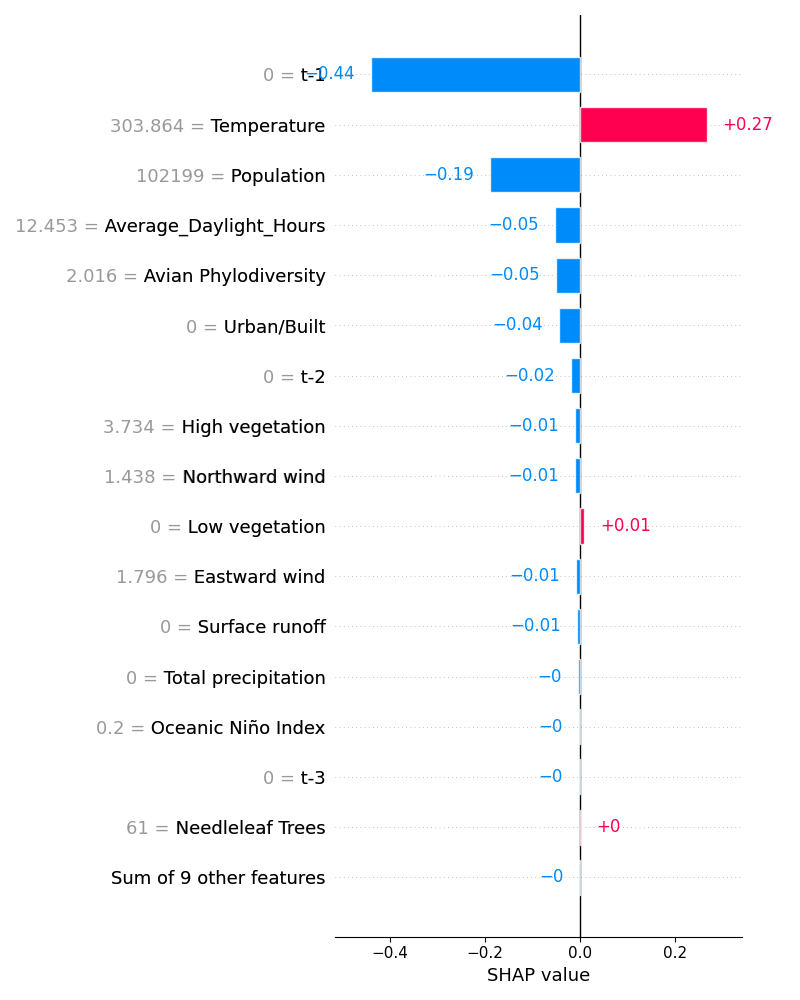 0 = t-1 −0.44
303.864 = Temperature +0.27
102199 = Population −0.19
12.453 = Average_Daylight_Hours −0.05
2.016 = Avian Phylodiversity −0.05
0 = Urban/Built −0.04
0 = t-2 −0.02
3.734 = High vegetation −0.01
1.438 = Northward wind −0.01
0 = Low vegetation +0.01
1.796 = Eastward wind −0.01
0 = Surface runoff −0.01
0 = Total precipitation −0
0.2 = Oceanic Niño Index −0
0 = t-3 −0
61 = Needleleaf Trees +0
Sum of 9 other features −0
−0.4 −0.2 0.0 0.2
SHAP value